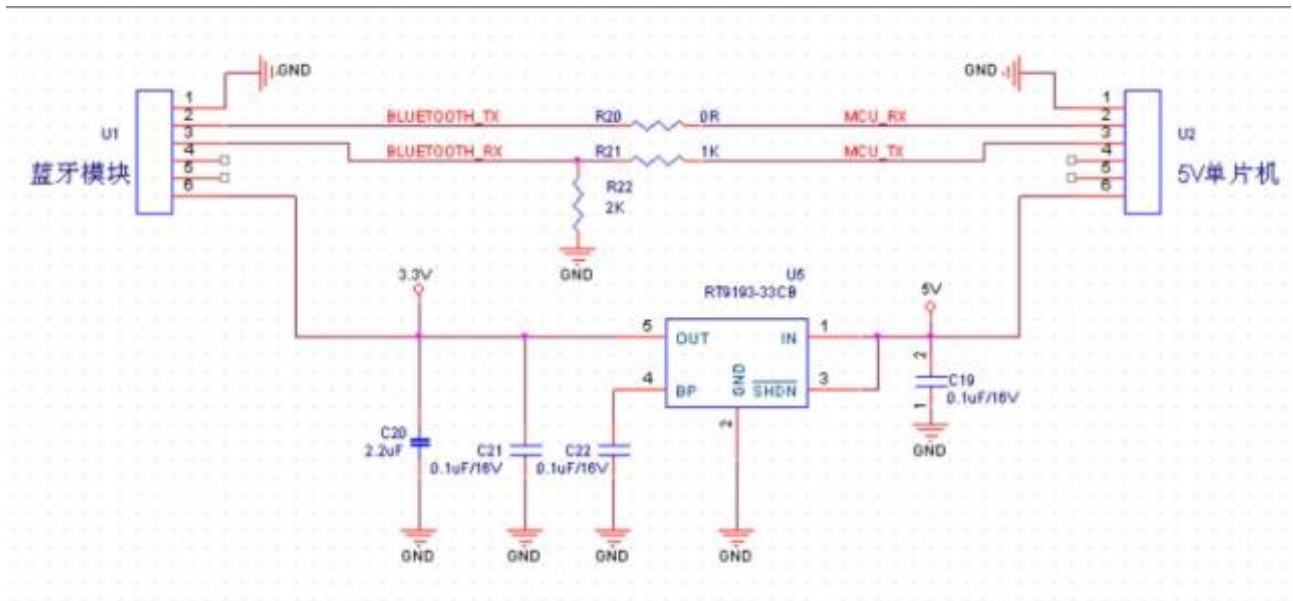 GND
GND
1
2
3
4
5
6
U1
蓝牙模块
BLUETOOTH_TX
R20
0R
MCU_RX
BLUETOOTH_RX
R21
1K
MCU_TX
R22
2K
GND
1
2
3
4
5
6
U2
5V单片机
3.3V
U5
RT9193-33CB
5V
5
OUT
IN
1
4
BP
GND
SHDN
3
2
2
C19
0.1uF/16V
1
GND
C20
2.2uF
C21
0.1uF/16V
C22
0.1uF/16V
GND
GND
GND
GND